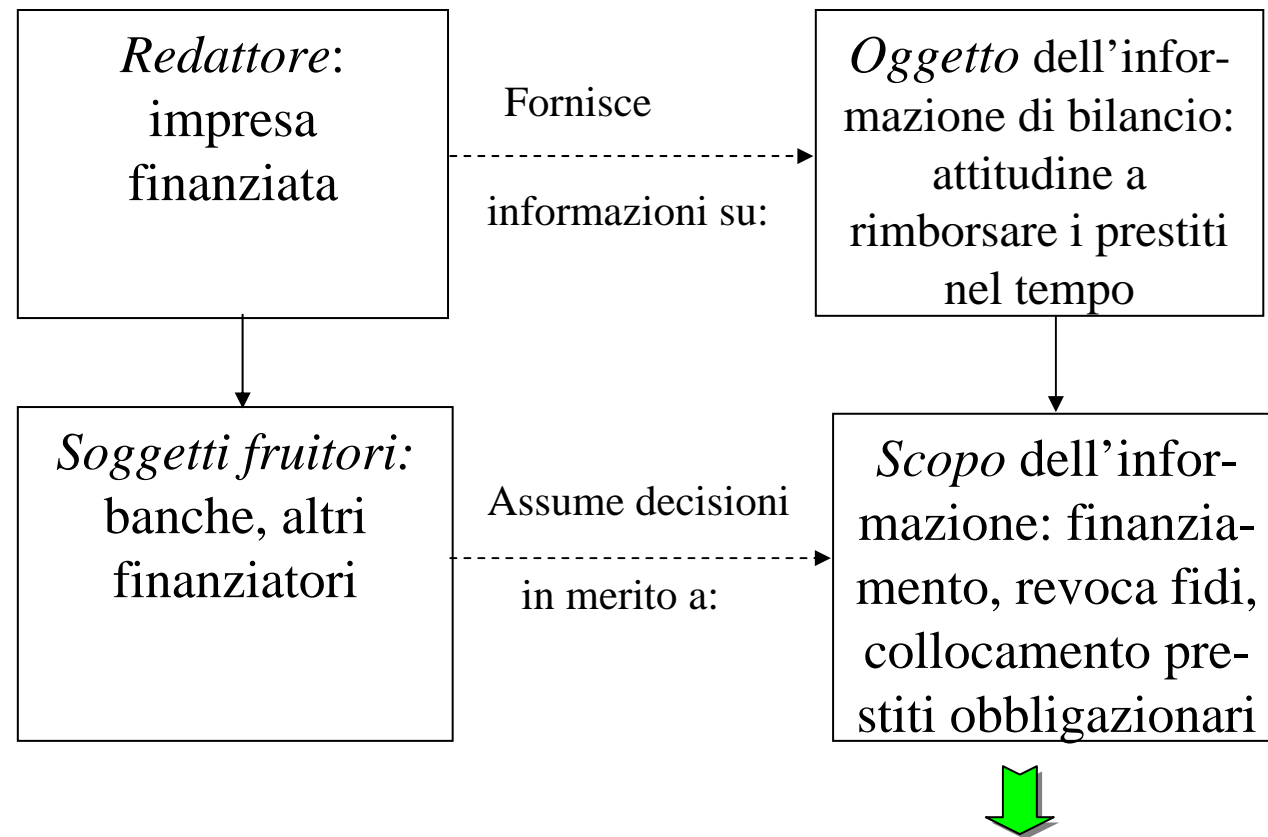 Redattore:
impresa
finanziata
Fornisce
informazioni su:
Oggetto dell’infor-
mazione di bilancio:
attitudine a
rimborsare i prestiti
nel tempo
Soggetti fruitori:
banche, altri
finanziatori
Assume decisioni
in merito a:
Scopo dell’infor-
mazione: finanzia-
mento, revoca fidi,
collocamento pre-
stiti obbligazionari